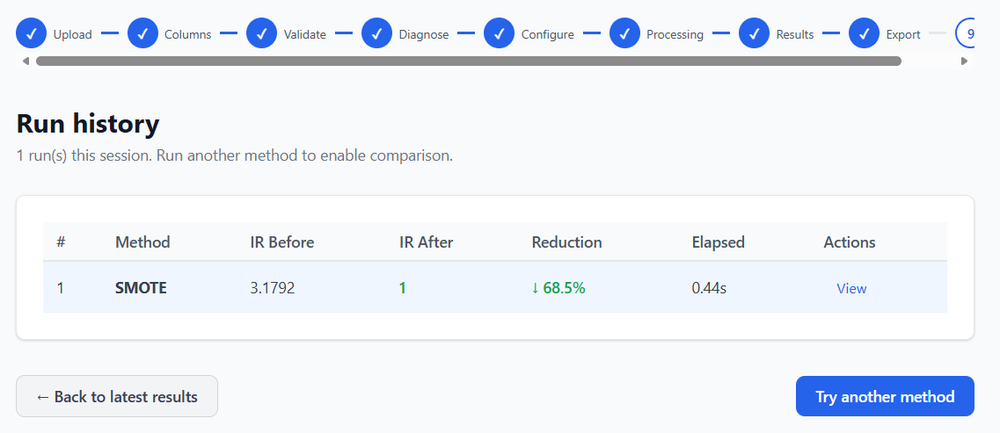 ✓ Upload ✓ Columns ✓ Validate ✓ Diagnose ✓ Configure ✓ Processing ✓ Results ✓ Export 9
Run history
1 run(s) this session. Run another method to enable comparison.
# Method IR Before IR After Reduction Elapsed Actions
1 SMOTE 3.1792 1 ↓ 68.5% 0.44s View
← Back to latest results Try another method